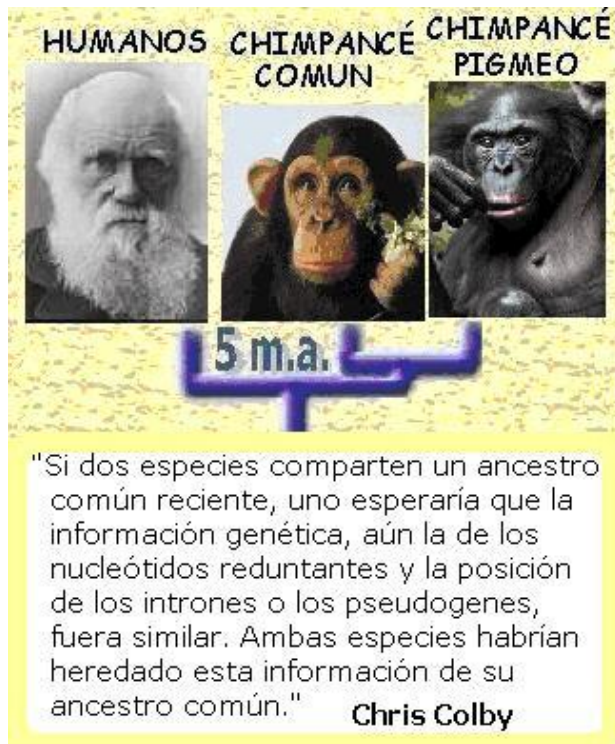 HUMANOS
CHIMPANCÉ
COMUN
CHIMPANCÉ
PIGMEO
5 m.a.
"Si dos especies comparten un ancestro
común reciente, uno esperaría que la
información genética, aún la de los
nucleótidos reduntantes y la posición
de los intrones o los pseudogenes,
fuera similar. Ambas especies habrían
heredado esta información de su
ancestro común."
Chris Colby